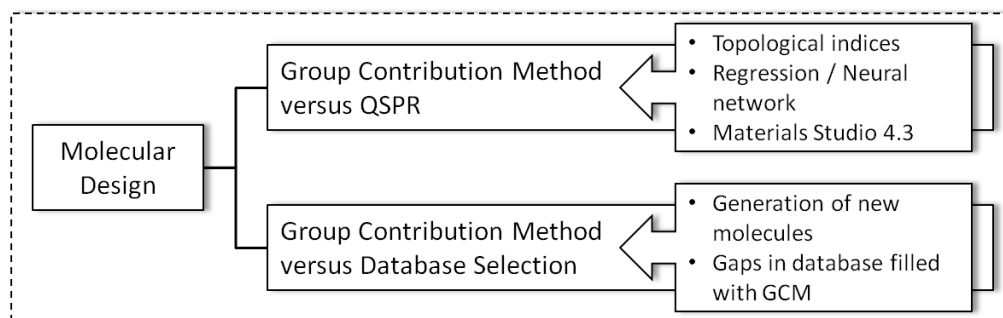 Molecular
Design
Group Contribution Method
versus QSPR
• Topological indices
• Regression / Neural
network
• Materials Studio 4.3
Group Contribution Method
versus Database Selection
• Generation of new
molecules
• Gaps in database filled
with GCM